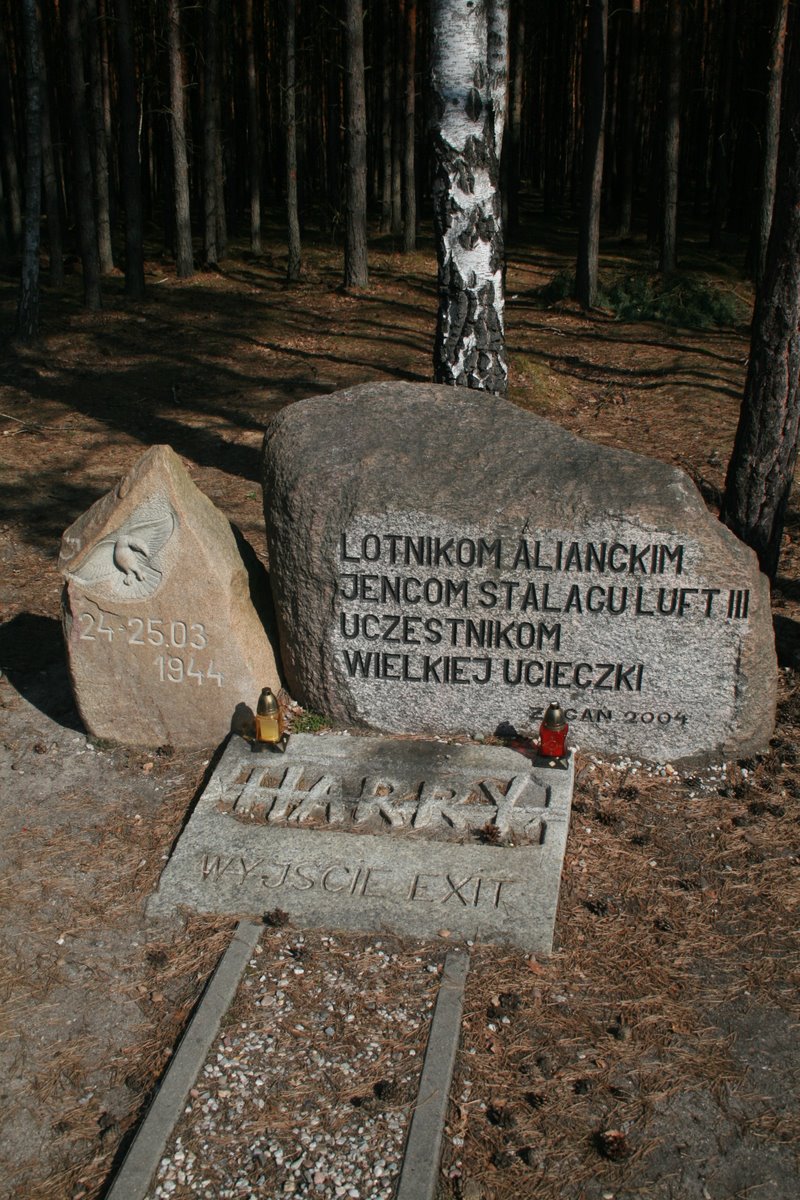 24-25.03
1944
LOTNIKOM ALIANCKIM
JEŃCOM STALAGU LUFT III
UCZESTNIKOM
WIELKIEJ UCIECZKI
ŻAGAŃ 2004
HARRY
WYJŚCIE EXIT